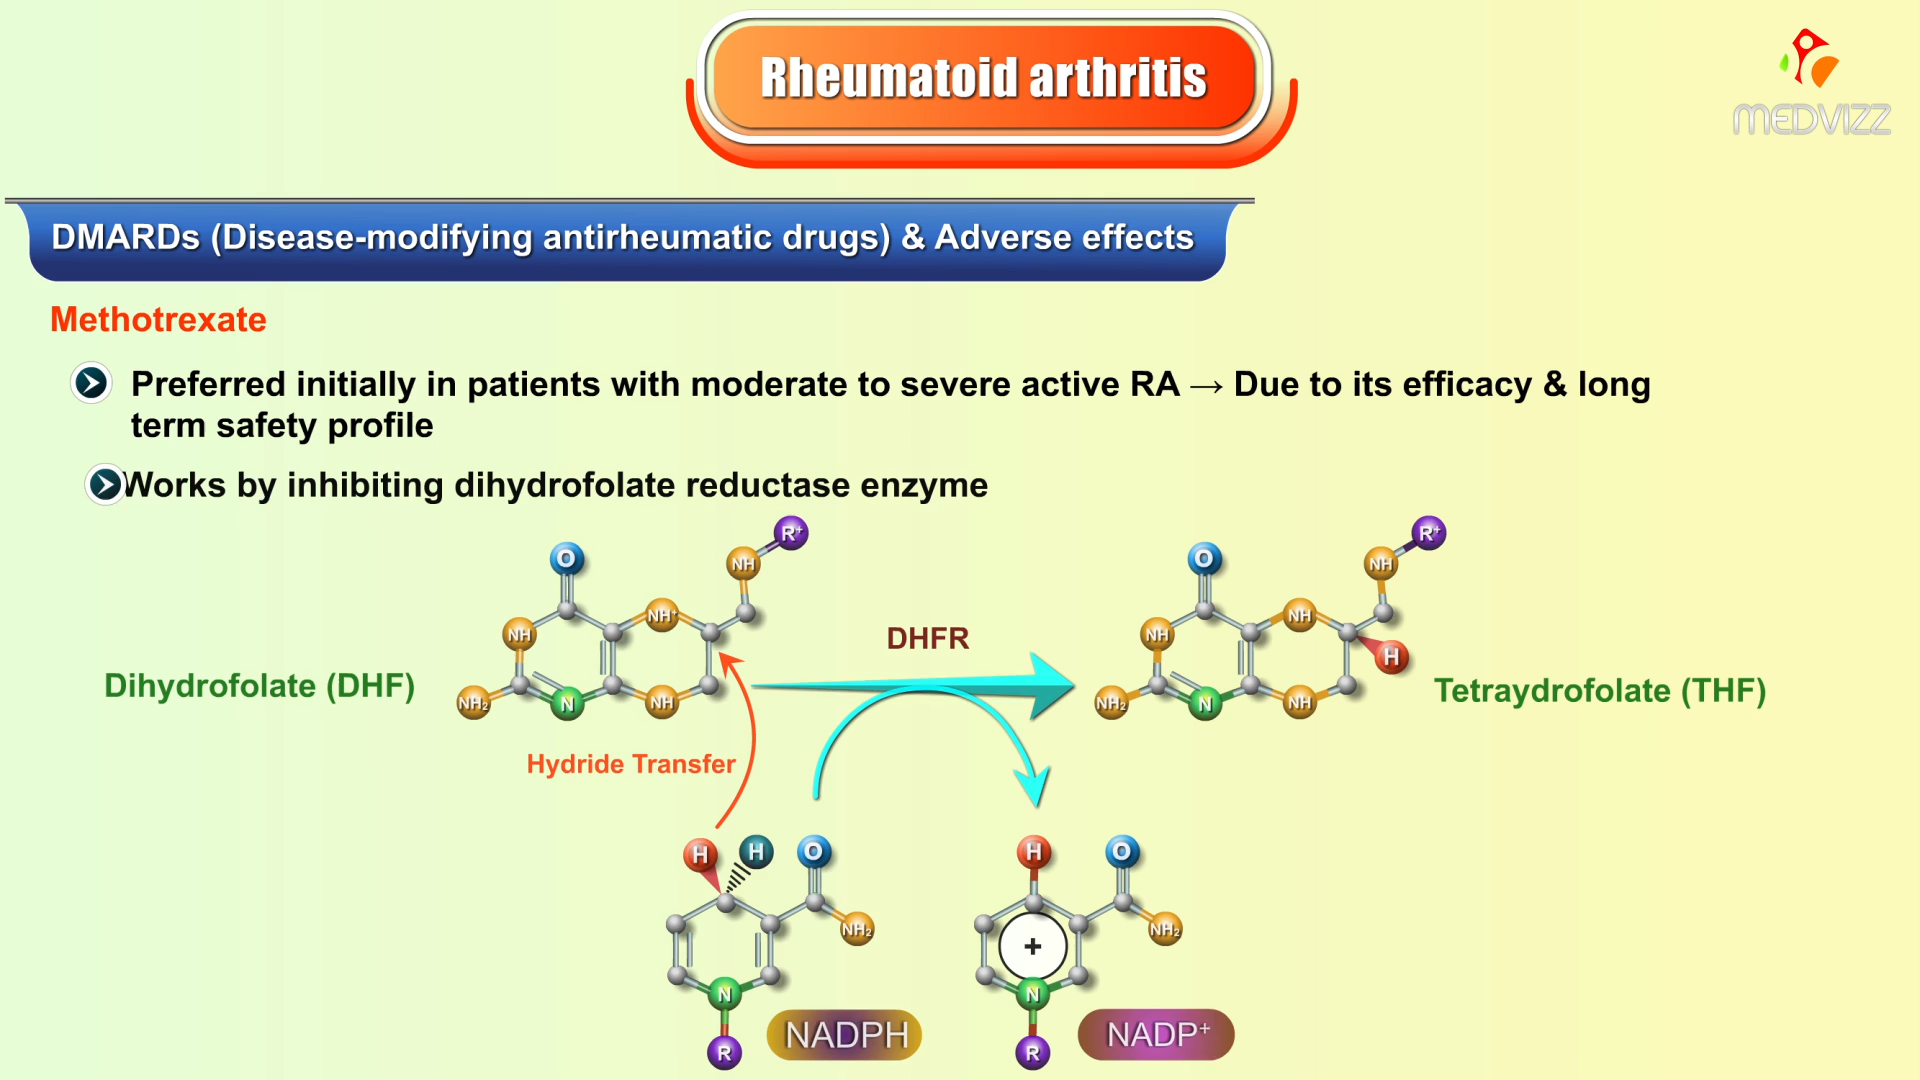 Rheumatoid arthritis
MEDVIZZ
DMARDs (Disease-modifying antirheumatic drugs) & Adverse effects
Methotrexate
Preferred initially in patients with moderate to severe active RA → Due to its efficacy & long
term safety profile
Works by inhibiting dihydrofolate reductase enzyme
R⁺
NH
O
NH⁺
NH
NH₂
N
NH
Dihydrofolate (DHF)
DHFR
R⁺
NH
O
NH
NH
H
NH₂
N
NH
Tetraydrofolate (THF)
Hydride Transfer
H
H
O
NH₂
N
R
NADPH
H
O
NH₂
+
N
R
NADP⁺